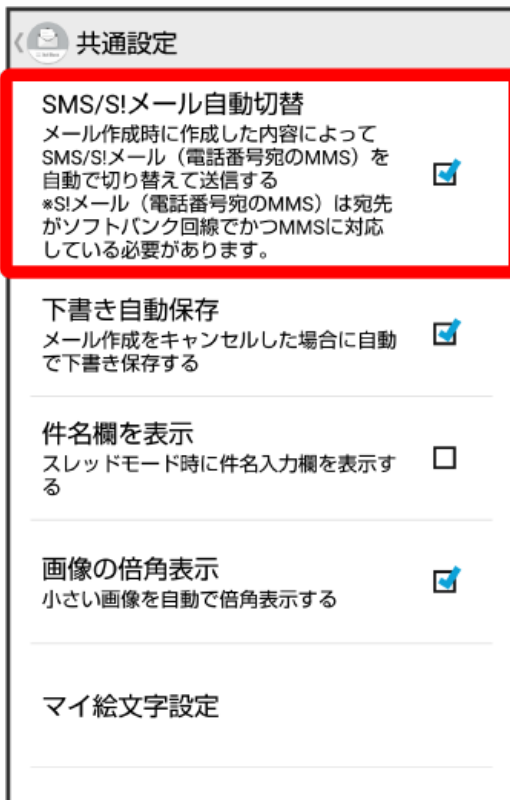 共通設定
SMS/S!メール自動切替
メール作成時に作成した内容によって
SMS/S!メール（電話番号宛のMMS）を
自動で切り替えて送信する
※S!メール（電話番号宛のMMS）は宛先
がソフトバンク回線でかつMMSに対応
している必要があります。
下書き自動保存
メール作成をキャンセルした場合に自動
で下書き保存する
件名欄を表示
スレッドモード時に件名入力欄を表示す
る
画像の倍角表示
小さい画像を自動で倍角表示する
マイ絵文字設定